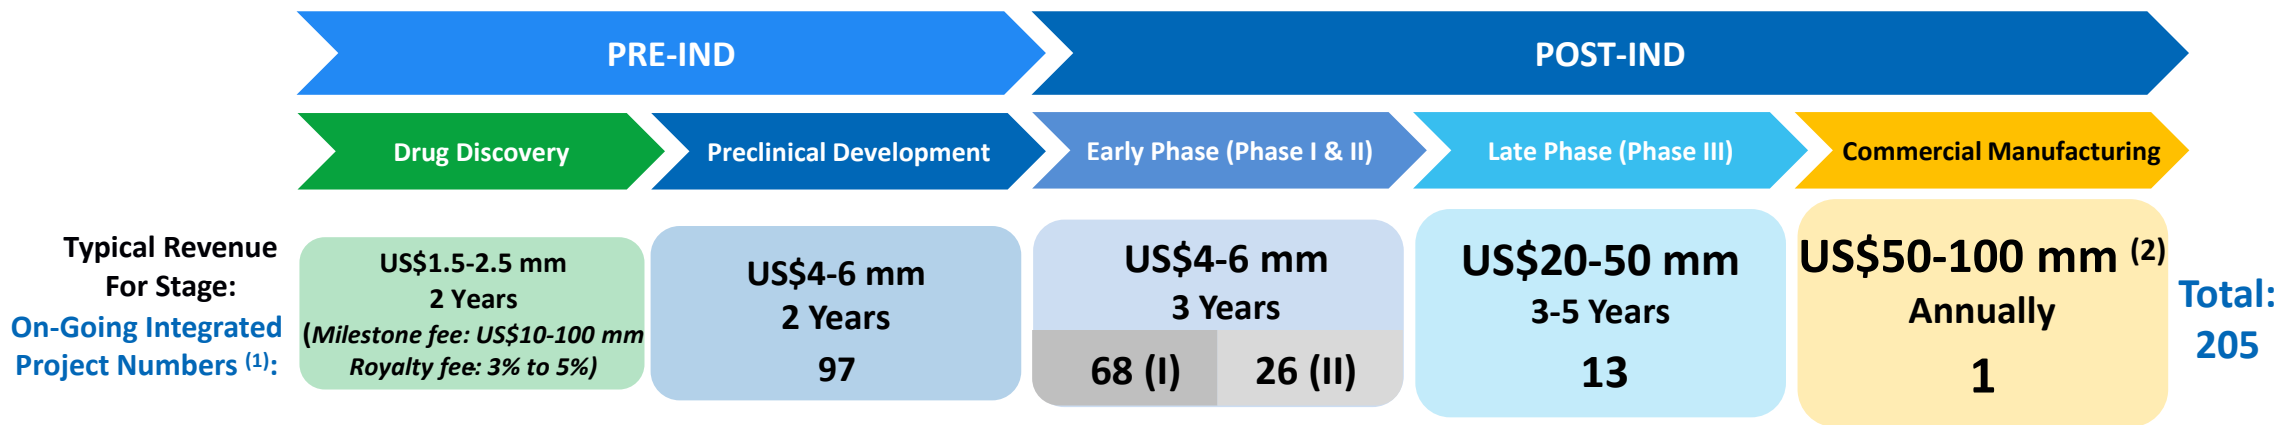 PRE-IND
POST-IND
Drug Discovery
Preclinical Development
Early Phase (Phase I & II)
Late Phase (Phase III)
Commercial Manufacturing
Typical Revenue
For Stage:
On-Going Integrated
Project Numbers (1):
US$1.5-2.5 mm
2 Years
(Milestone fee: US$10-100 mm
Royalty fee: 3% to 5%)
US$4-6 mm
2 Years
97
US$4-6 mm
3 Years
68 (I)
26 (II)
US$20-50 mm
3-5 Years
13
US$50-100 mm (2)
Annually
1
Total:
205